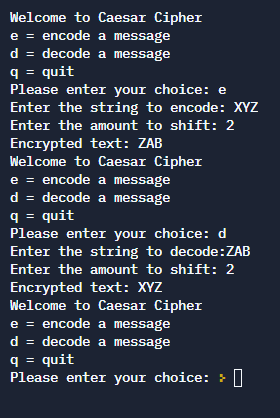 Welcome to Caesar Cipher
e = encode a message
d = decode a message
q = quit
Please enter your choice: e
Enter the string to encode: XYZ
Enter the amount to shift: 2
Encrypted text: ZAB
Welcome to Caesar Cipher
e = encode a message
d = decode a message
q = quit
Please enter your choice: d
Enter the string to decode:ZAB
Enter the amount to shift: 2
Encrypted text: XYZ
Welcome to Caesar Cipher
e = encode a message
d = decode a message
q = quit
Please enter your choice: >